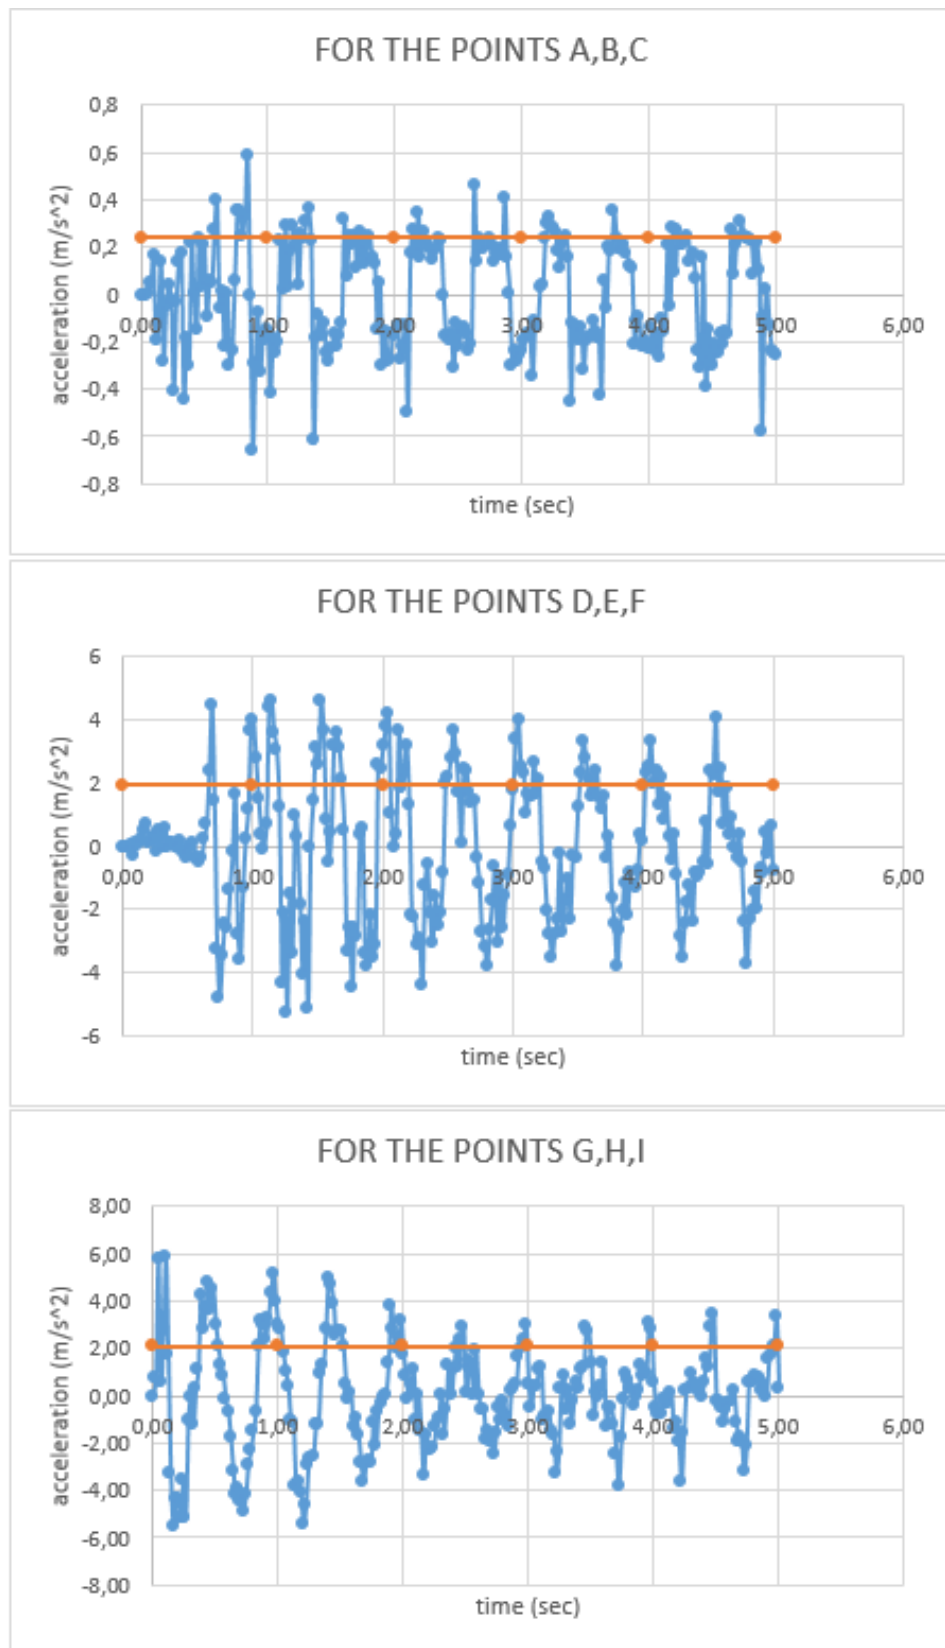 FOR THE POINTS A,B,C
0,8
0,6
0,4
0,2
0
-0,2
-0,4
-0,6
-0,8
acceleration (m/s^2)
0,00 1,00 2,00 3,00 4,00 5,00 6,00
time (sec)
FOR THE POINTS D,E,F
6
4
2
0
-2
-4
-6
acceleration (m/s^2)
0,00 1,00 2,00 3,00 4,00 5,00 6,00
time (sec)
FOR THE POINTS G,H,I
8,00
6,00
4,00
2,00
0,00
-2,00
-4,00
-6,00
-8,00
acceleration (m/s^2)
0,00 1,00 2,00 3,00 4,00 5,00 6,00
time (sec)